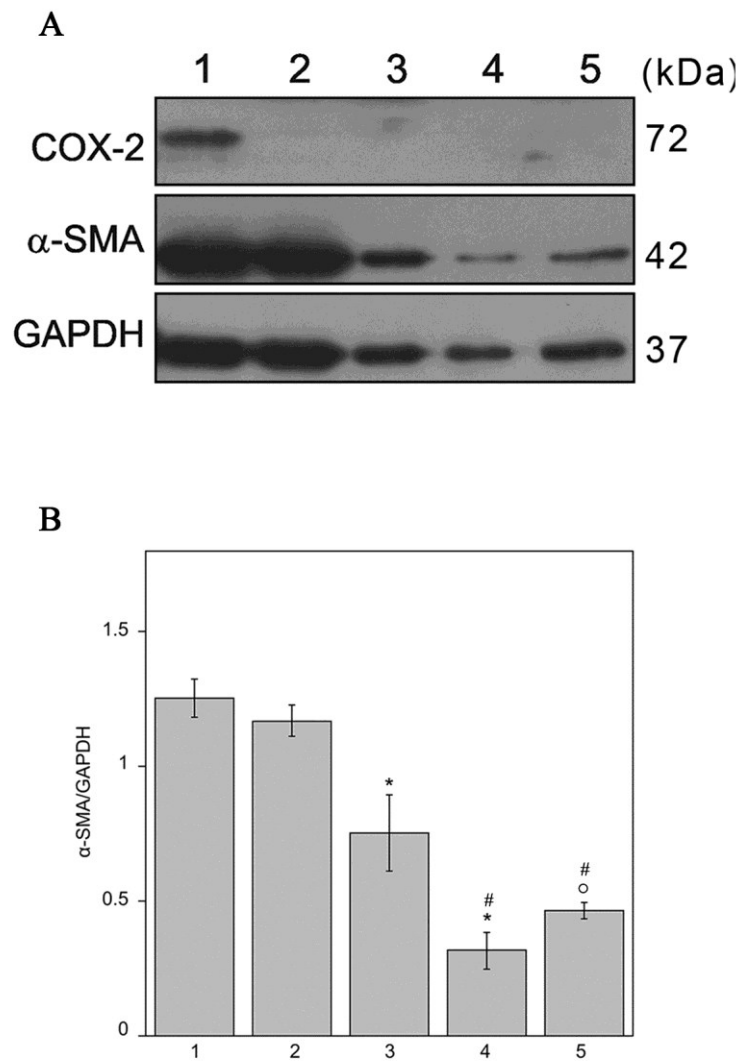 A
1 2 3 4 5 (kDa)
COX-2 72
α-SMA 42
GAPDH 37
B
1.5
1
0.5
0
α-SMA/GAPDH
*
#
*
#
○
1 2 3 4 5